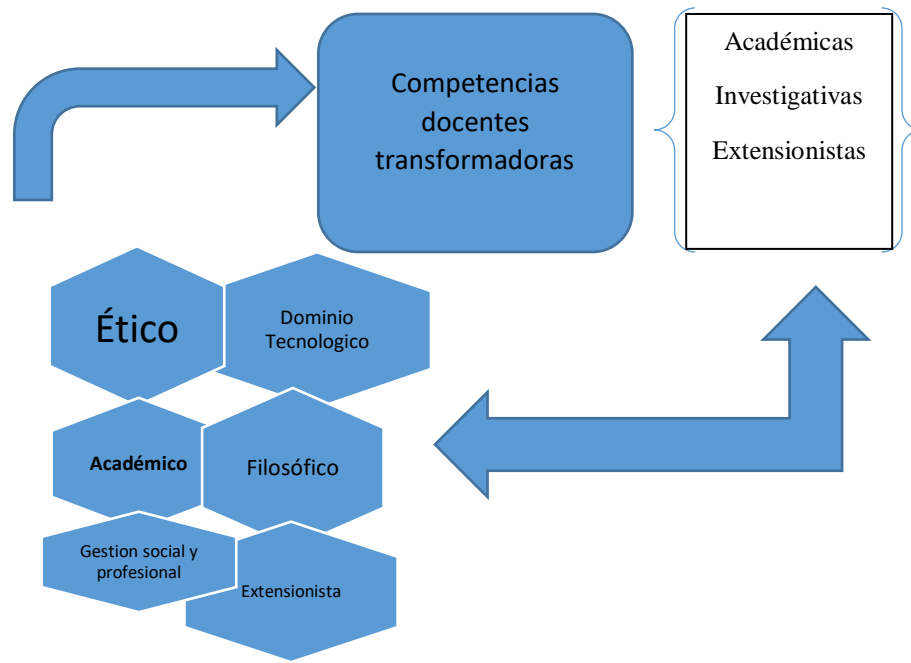 Competencias
docentes
transformadoras
Académicas
Investigativas
Extensionistas
Ético
Dominio
Tecnologico
Académico
Filosófico
Gestion social y
profesional
Extensionista